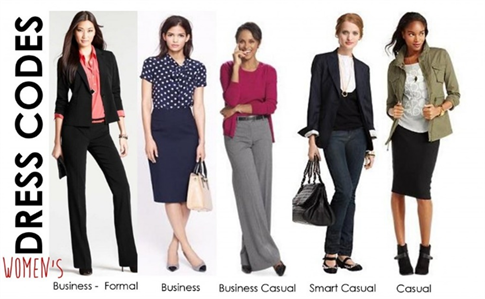 DRESS CODES
WOMEN'S
Business - Formal
Business
Business Casual
Smart Casual
Casual